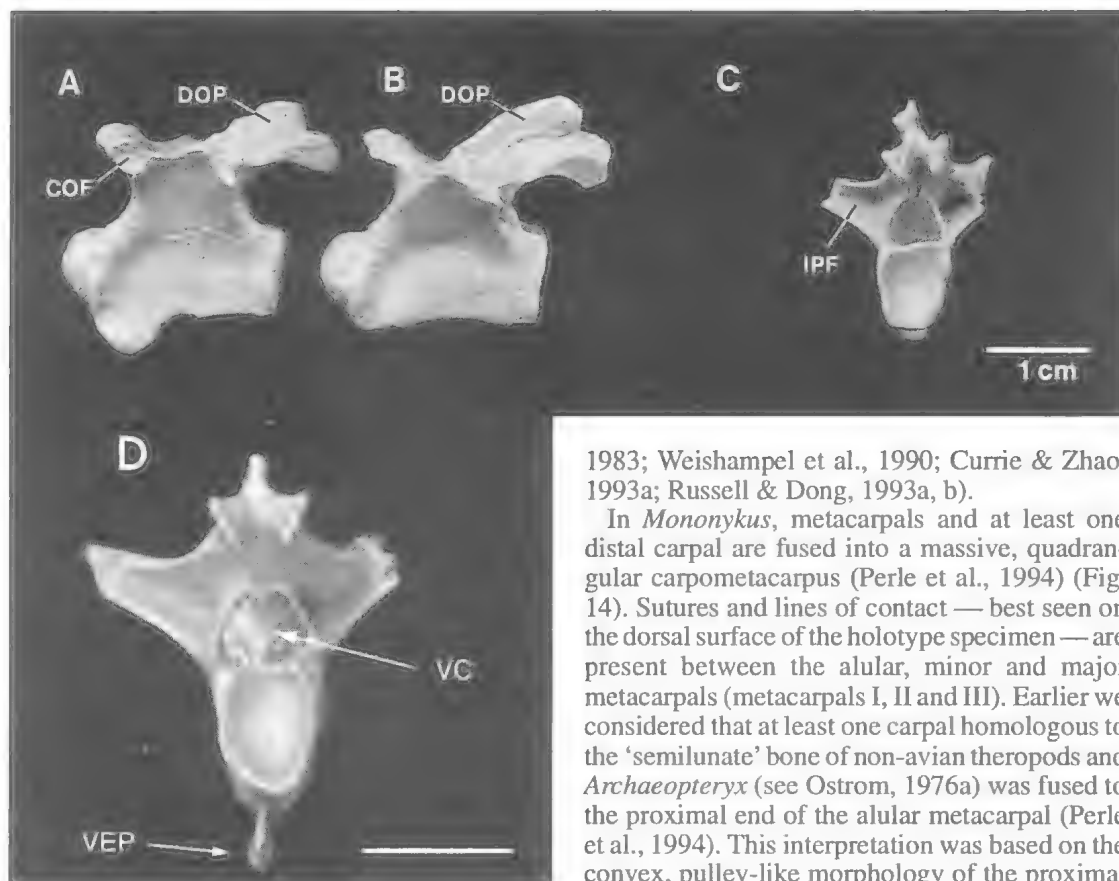 A
B
C
DOP
DOP
COF
IPF
1 cm
D
VC
VEP
1983; Weishampel et al., 1990; Currie & Zhao,
1993a; Russell & Dong, 1993a, b).
In Mononykus, metacarpals and at least one
distal carpal are fused into a massive, quadran-
gular carpometacarpus (Perle et al., 1994) (Fig.
14). Sutures and lines of contact — best seen on
the dorsal surface of the holotype specimen — are
present between the alular, minor and major
metacarpals (metacarpals I, II and III). Earlier we
considered that at least one carpal homologous to
the ‘semilunate’ bone of non-avian theropods and
Archaeopteryx (see Ostrom, 1976a) was fused to
the proximal end of the alular metacarpal (Perle
et al., 1994). This interpretation was based on the
convex, pulley-like morphology of the proximal